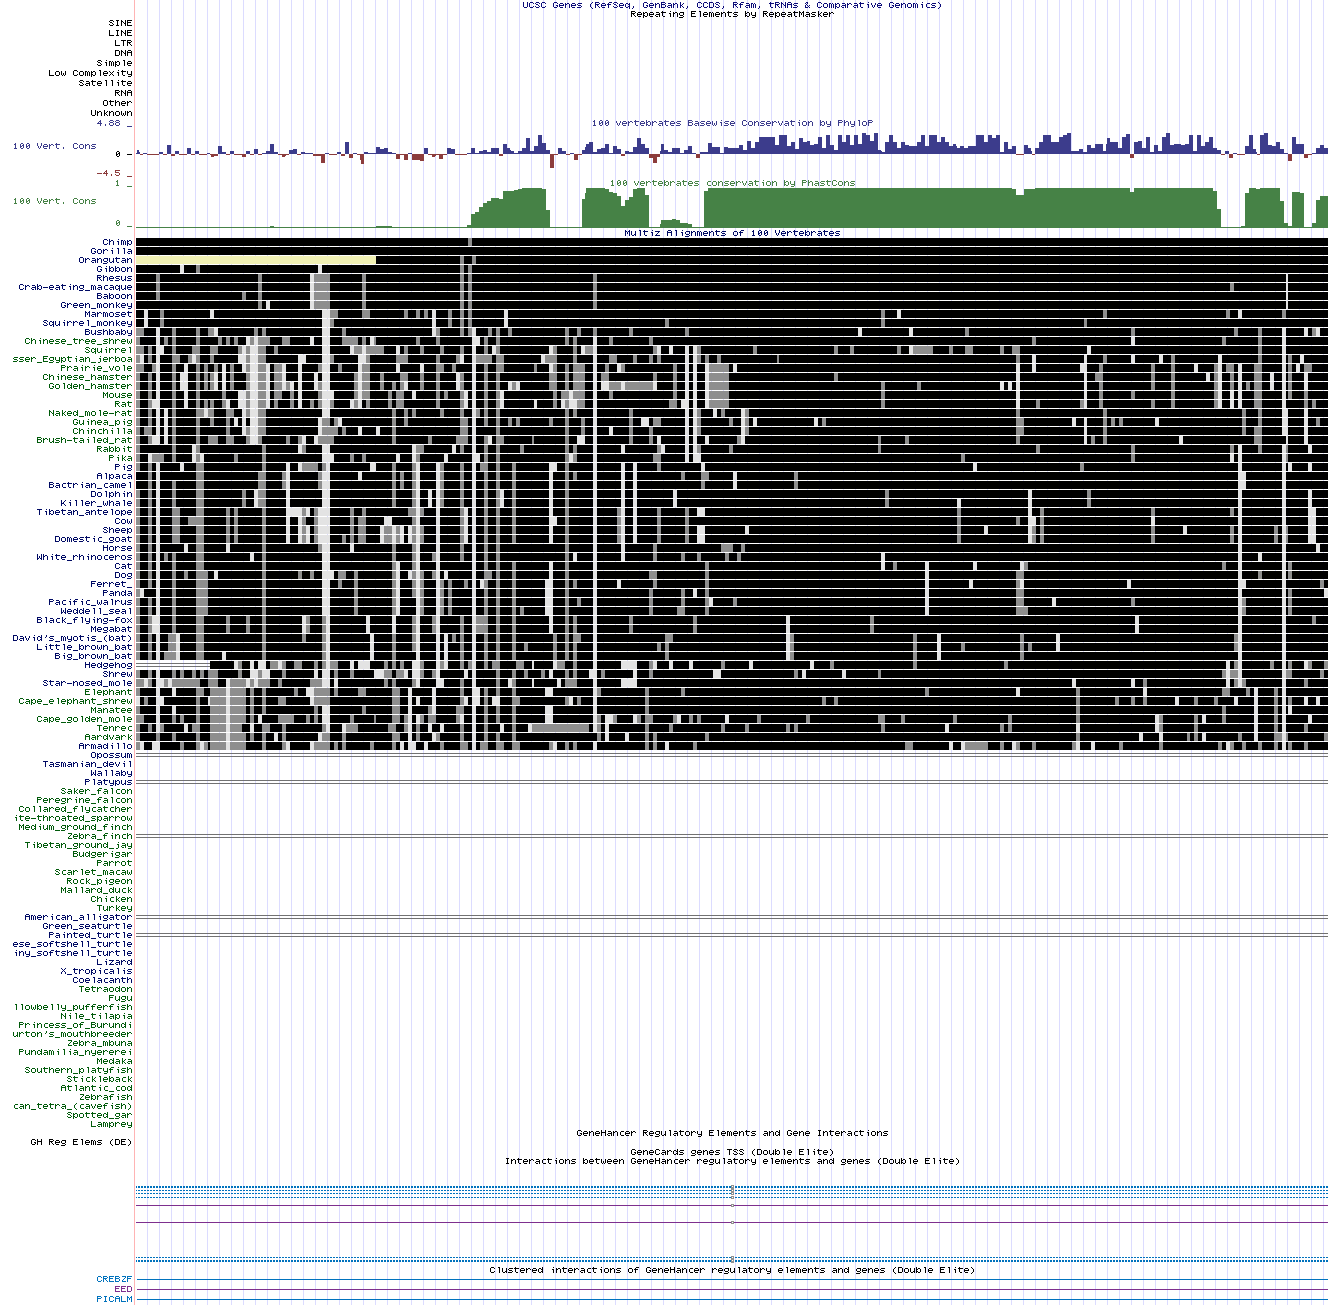 UCSC Genes (RefSeq, GenBank, CCDS, Rfam, tRNAs & Comparative Genomics)
Repeating Elements by RepeatMasker
SINE
LINE
LTR
DNA
Simple
Low Complexity
Satellite
RNA
Other
Unknown
4.88 _
100 vertebrates Basewise Conservation by PhyloP
100 Vert. Cons
0 _
-4.5 _
1 _
100 vertebrates conservation by PhastCons
100 Vert. Cons
0 _
Multiz Alignments of 100 Vertebrates
Chimp
Gorilla
Orangutan
Gibbon
Rhesus
Crab-eating_macaque
Baboon
Green_monkey
Marmoset
Squirrel_monkey
Bushbaby
Chinese_tree_shrew
Squirrel
sser_Egyptian_jerboa
Prairie_vole
Chinese_hamster
Golden_hamster
Mouse
Rat
Naked_mole-rat
Guinea_pig
Chinchilla
Brush-tailed_rat
Rabbit
Pika
Pig
Alpaca
Bactrian_camel
Dolphin
Killer_whale
Tibetan_antelope
Cow
Sheep
Domestic_goat
Horse
White_rhinoceros
Cat
Dog
Ferret_
Panda
Pacific_walrus
Weddell_seal
Black_flying-fox
Megabat
David's_myotis_(bat)
Little_brown_bat
Big_brown_bat
Hedgehog
Shrew
Star-nosed_mole
Elephant
Cape_elephant_shrew
Manatee
Cape_golden_mole
Tenrec
Aardvark
Armadillo
Opossum
Tasmanian_devil
Wallaby
Platypus
Saker_falcon
Peregrine_falcon
Collared_flycatcher
ite-throated_sparrow
Medium_ground_finch
Zebra_finch
Tibetan_ground_jay
Budgerigar
Parrot
Scarlet_macaw
Rock_pigeon
Mallard_duck
Chicken
Turkey
American_alligator
Green_seaturtle
Painted_turtle
ese_softshell_turtle
iny_softshell_turtle
Lizard
X_tropicalis
Coelacanth
Tetraodon
Fugu
llowbelly_pufferfish
Nile_tilapia
Princess_of_Burundi
urton's_mouthbreeder
Zebra_mbuna
Pundamilia_nyererei
Medaka
Southern_platyfish
Stickleback
Atlantic_cod
Zebrafish
can_tetra_(cavefish)
Spotted_gar
Lamprey
GeneHancer Regulatory Elements and Gene Interactions
GH Reg Elems (DE)
GeneCards genes TSS (Double Elite)
Interactions between GeneHancer regulatory elements and genes (Double Elite)
Clustered interactions of GeneHancer regulatory elements and genes (Double Elite)
CREBZF
EED
PICALM